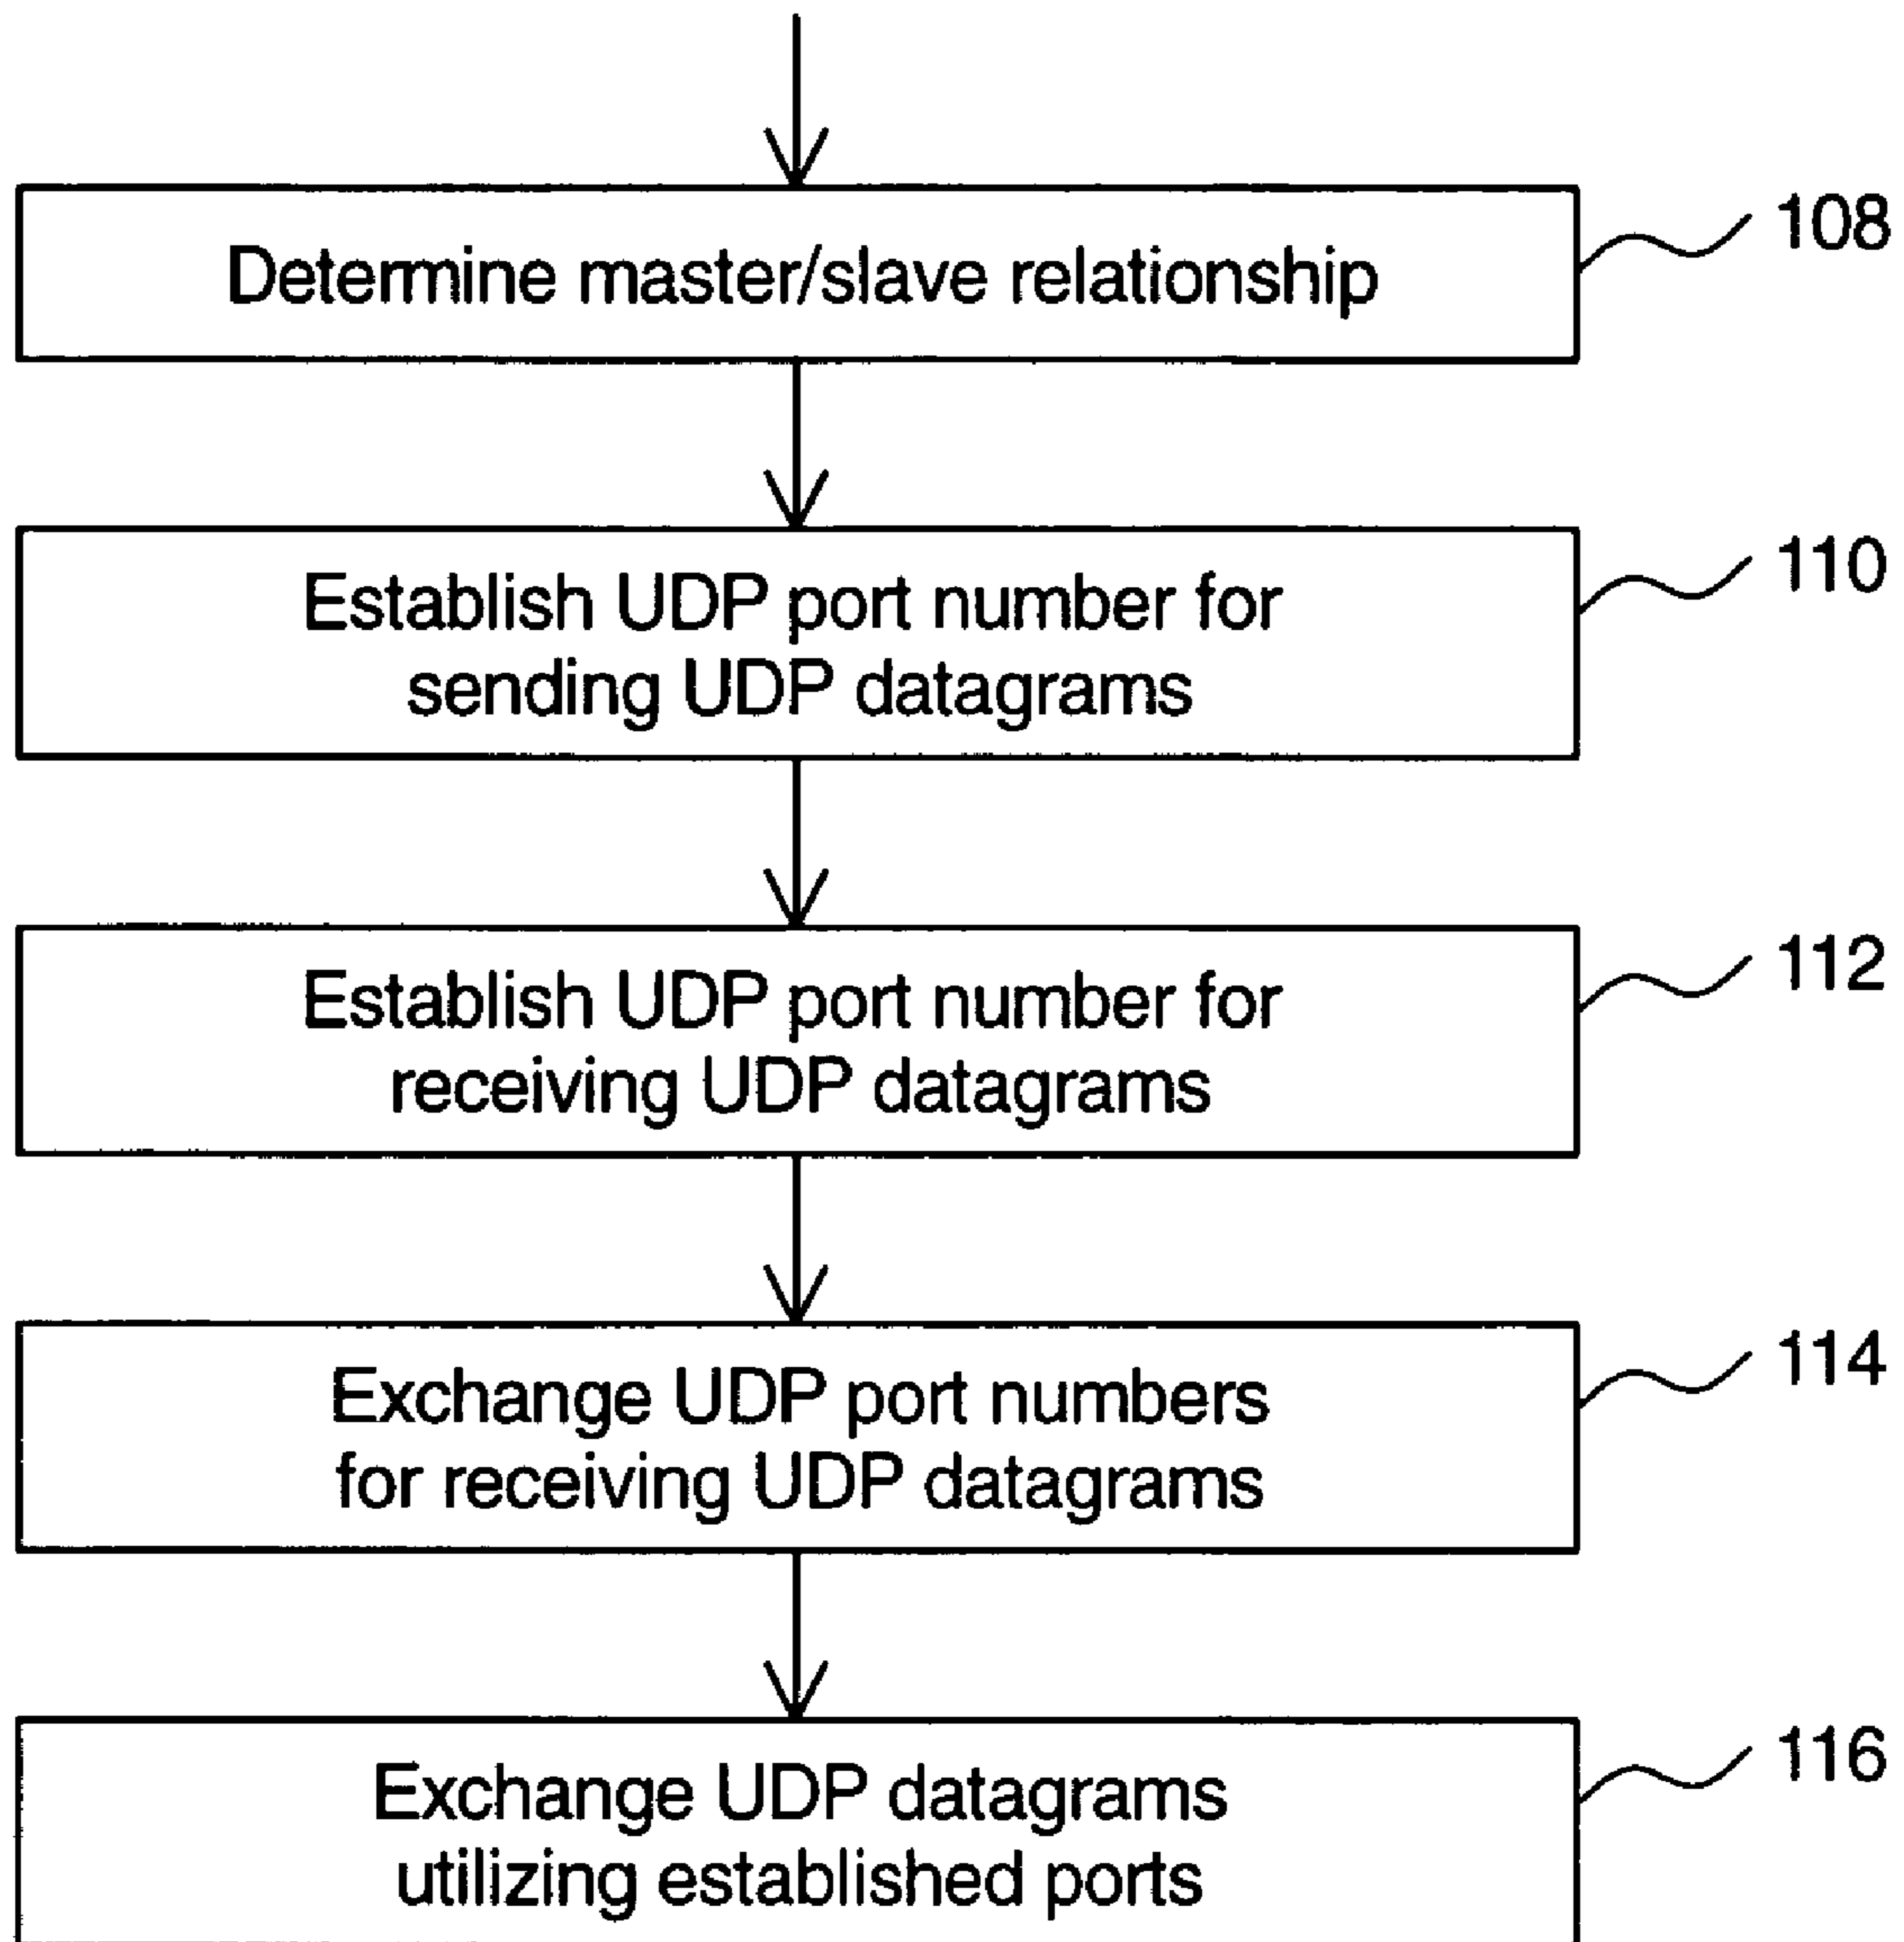 Determine master/slave relationship
108
Establish UDP port number for
sending UDP datagrams
110
Establish UDP port number for
receiving UDP datagrams
112
Exchange UDP port numbers
for receiving UDP datagrams
114
Exchange UDP datagrams
utilizing established ports
116